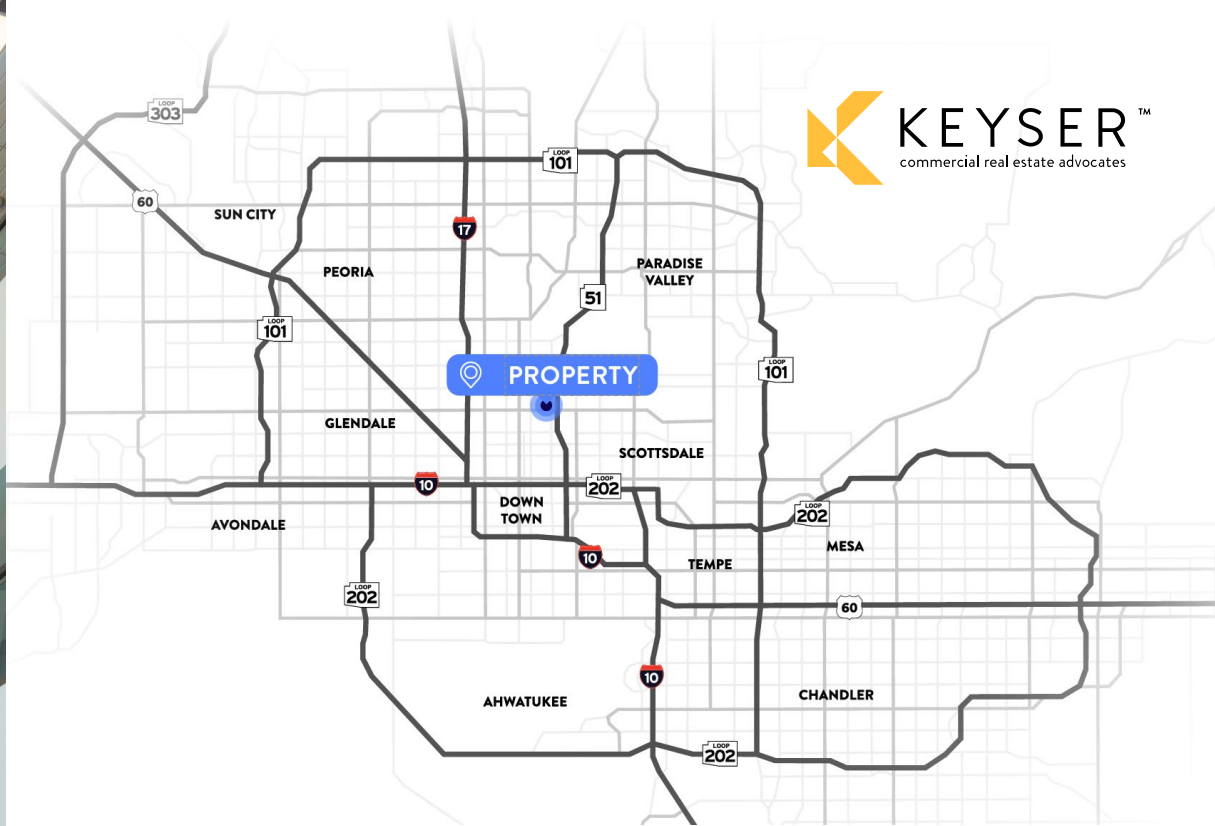 KEYSER™
commercial real estate advocates
LOOP
303
LOOP
101
60
SUN CITY
17
PEORIA
PARADISE
VALLEY
51
LOOP
101
LOOP
101
PROPERTY
GLENDALE
SCOTTSDALE
10
LOOP
202
DOWN
TOWN
LOOP
202
AVONDALE
10
TEMPE
MESA
LOOP
202
60
10
AHWATUKEE
CHANDLER
LOOP
202